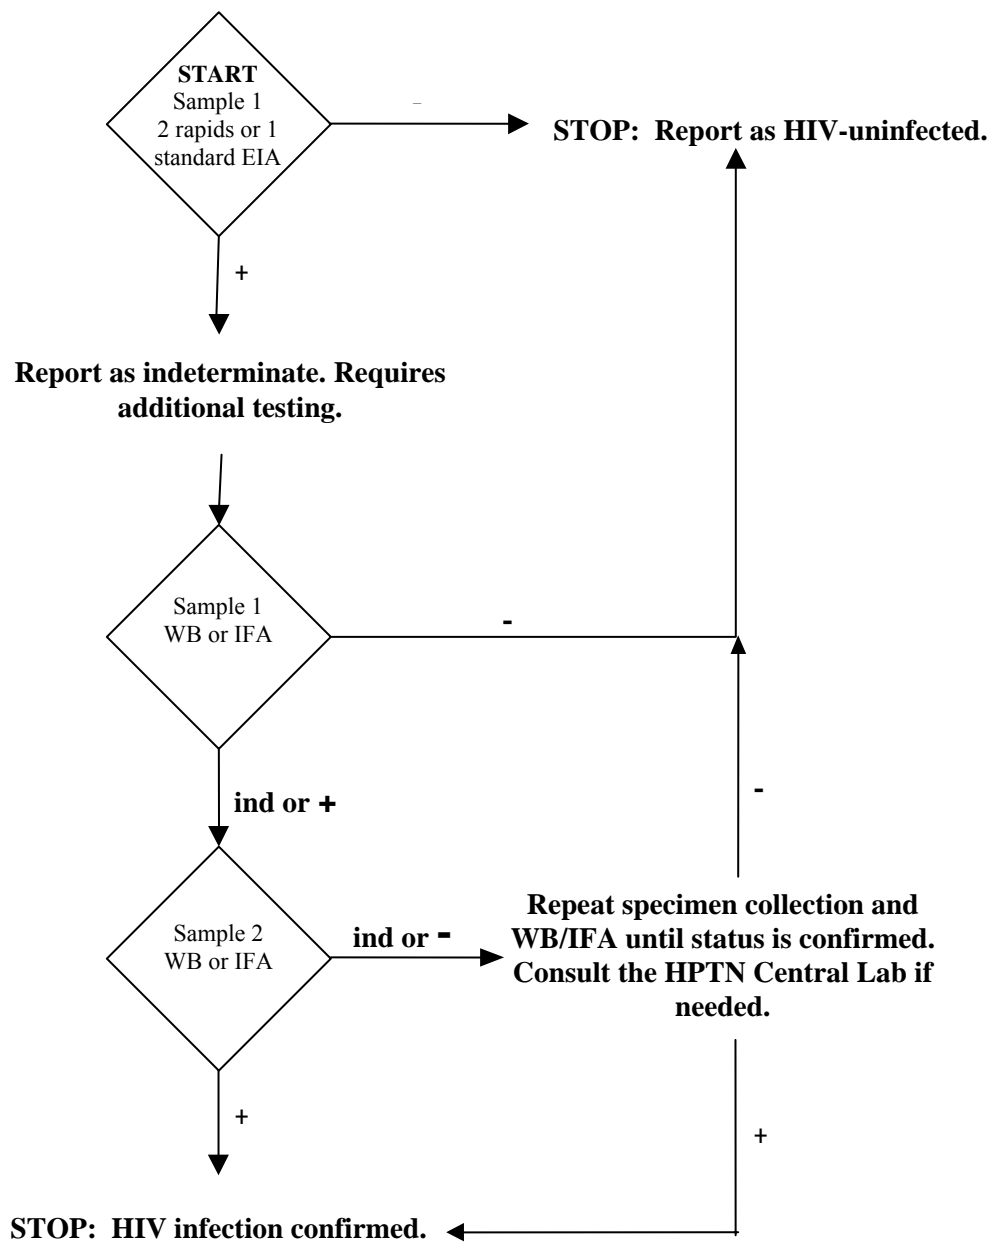 START
Sample 1
2 rapids or 1
standard EIA
–
STOP: Report as HIV-uninfected.
+
Report as indeterminate. Requires
additional testing.
Sample 1
WB or IFA
-
ind or +
-
Sample 2
WB or IFA
ind or -
Repeat specimen collection and
WB/IFA until status is confirmed.
Consult the HPTN Central Lab if
needed.
+
+
STOP: HIV infection confirmed.